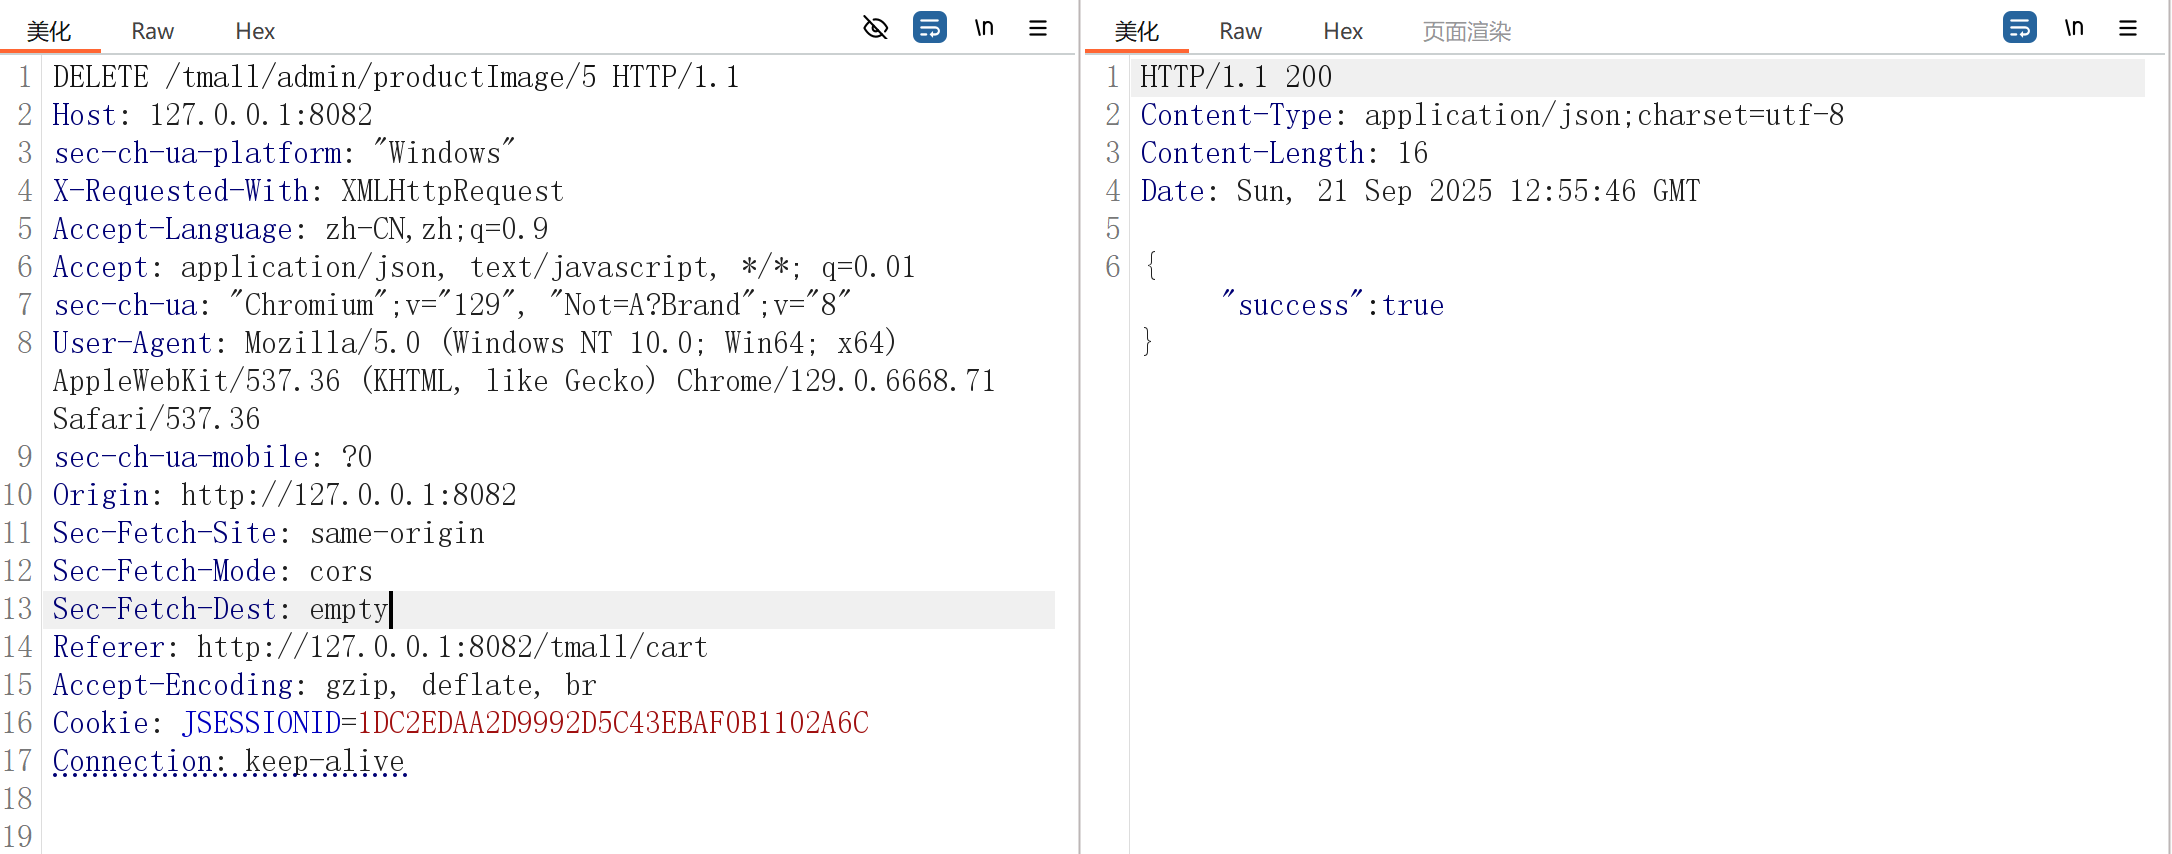 美化 Raw Hex \n
1 DELETE /tmall/admin/productImage/5 HTTP/1.1
2 Host: 127.0.0.1:8082
3 sec-ch-ua-platform: "Windows"
4 X-Requested-With: XMLHttpRequest
5 Accept-Language: zh-CN,zh;q=0.9
6 Accept: application/json, text/javascript, */*; q=0.01
7 sec-ch-ua: "Chromium";v="129", "Not=A?Brand";v="8"
8 User-Agent: Mozilla/5.0 (Windows NT 10.0; Win64; x64)
AppleWebKit/537.36 (KHTML, like Gecko) Chrome/129.0.6668.71
Safari/537.36
9 sec-ch-ua-mobile: ?0
10 Origin: http://127.0.0.1:8082
11 Sec-Fetch-Site: same-origin
12 Sec-Fetch-Mode: cors
13 Sec-Fetch-Dest: empty
14 Referer: http://127.0.0.1:8082/tmall/cart
15 Accept-Encoding: gzip, deflate, br
16 Cookie: JSESSIONID=1DC2EDAA2D9992D5C43EBAF0B1102A6C
17 Connection: keep-alive
18
19
美化 Raw Hex 页面渲染 \n
1 HTTP/1.1 200
2 Content-Type: application/json;charset=utf-8
3 Content-Length: 16
4 Date: Sun, 21 Sep 2025 12:55:46 GMT
5
6 {
"success":true
}